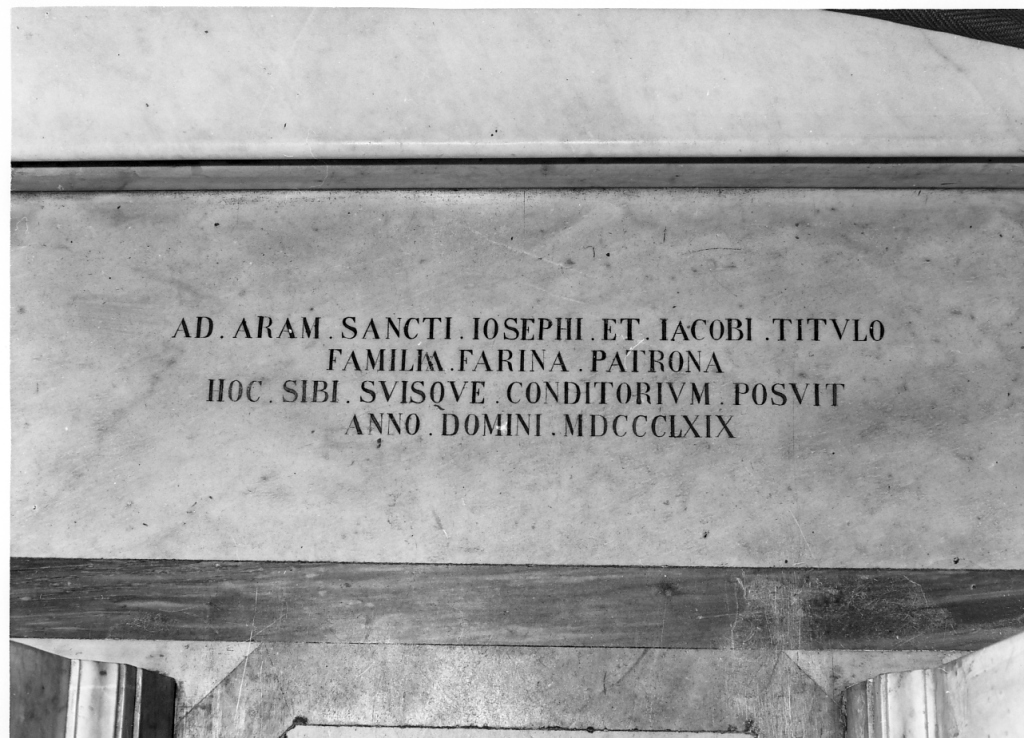 AD. ARAM. SANCTI. IOSEPHI. ET. IACOBI. TITVLO
FAMILIA. FARINA. PATRONA
HOC. SIBI. SVISQVE. CONDITORIVM. POSVIT
ANNO. DOMINI. MDCCCLXIX